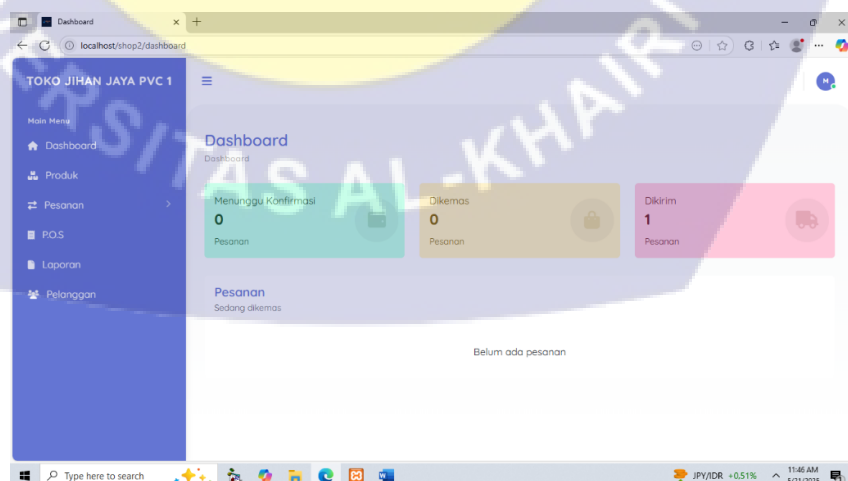 Dashboard
localhost/shop2/dashboard
TOKO JIHAN JAYA PVC 1
M
Main Menu
Dashboard
Produk
Pesanan
P.O.S
Laporan
Pelanggan
Dashboard
Dashboard
Menunggu Konfirmasi
0
Pesanan
Dikemas
0
Pesanan
Dikirim
1
Pesanan
Pesanan
Sedang dikemas
Belum ada pesanan
ERSITAS AL-KHAIRI
Type here to search
JPY/IDR +0,51%
11:46 AM